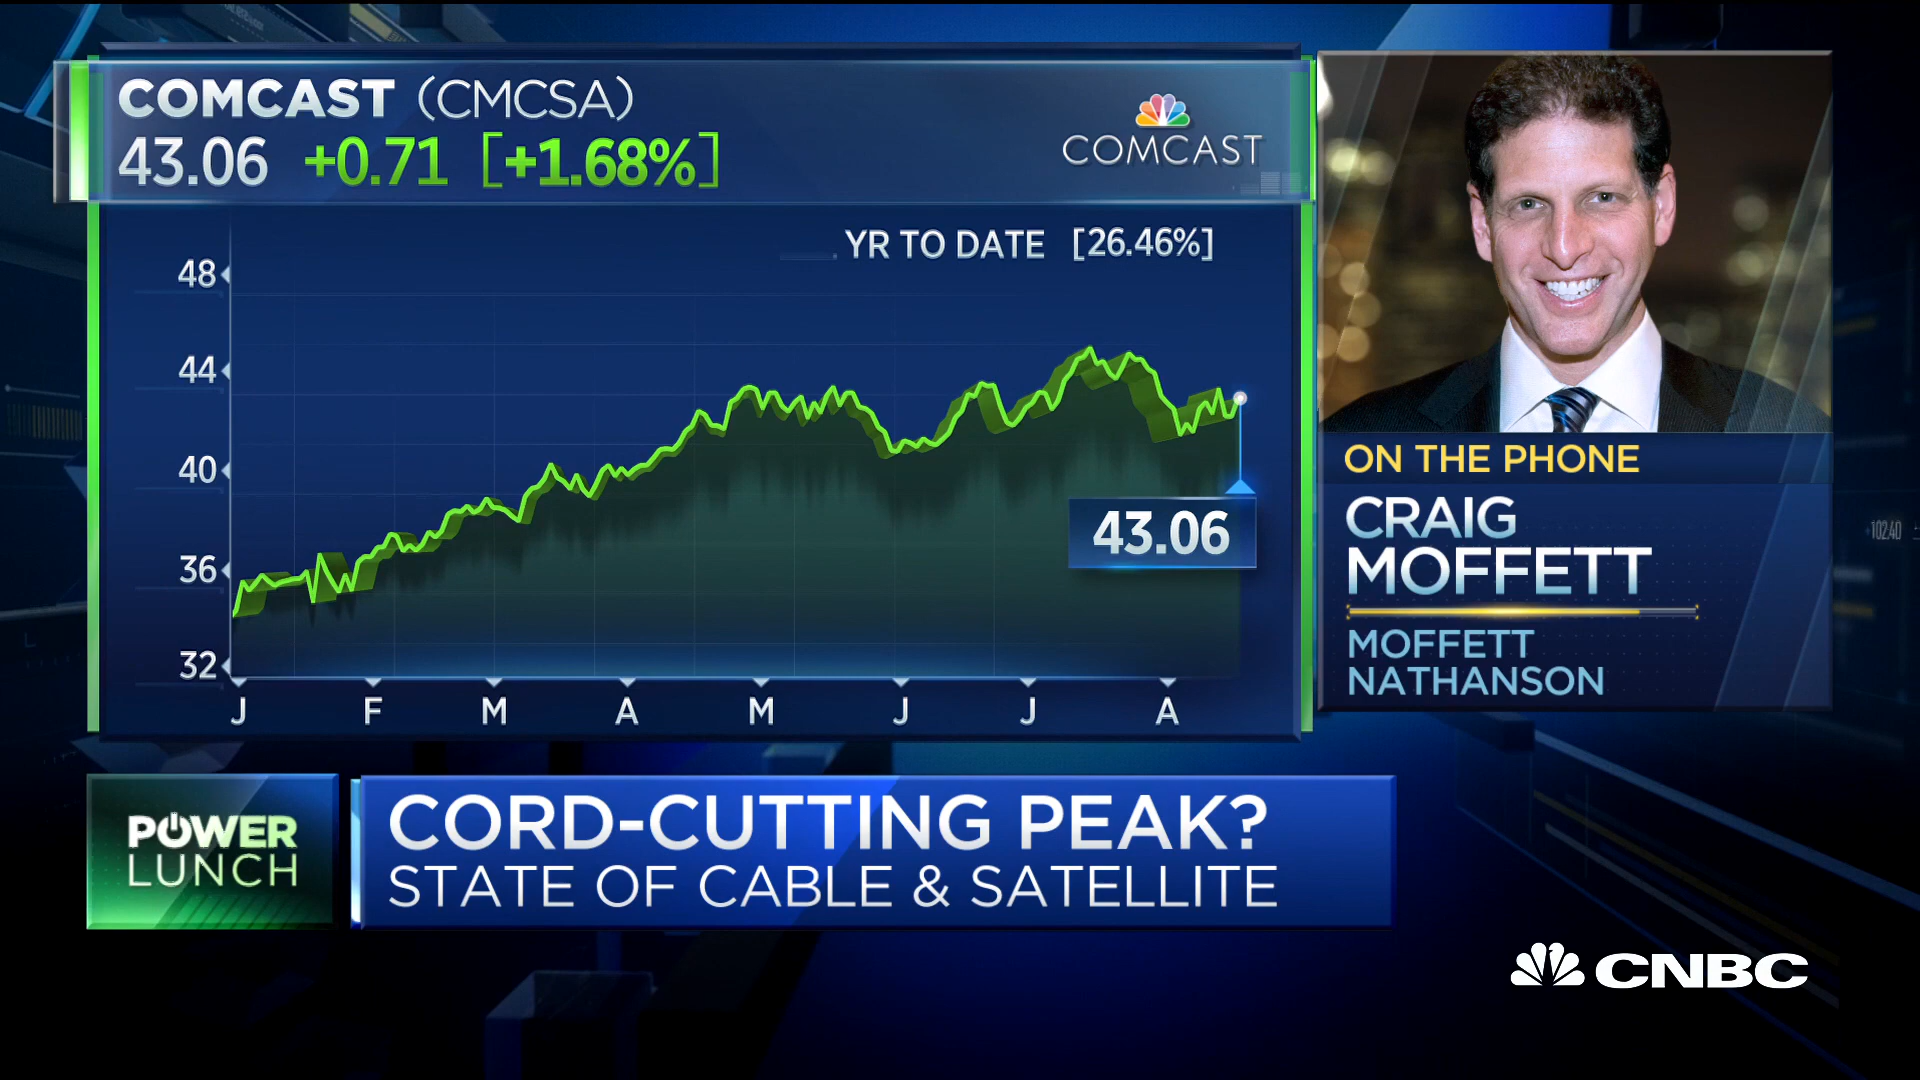 COMCAST (CMCSA)
43.06 +0.71 [+1.68%]
COMCAST
YR TO DATE [26.46%]
48
44
40
36
32
43.06
J F M A M J J A
ON THE PHONE
CRAIG
MOFFETT
MOFFETT
NATHANSON
102.40
POWER
LUNCH
CORD-CUTTING PEAK?
STATE OF CABLE & SATELLITE
CNBC